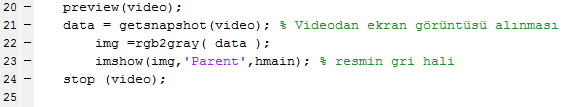 20 – preview(video);
21 – data = getsnapshot(video); % Videodan ekran görüntüsü alınması
22 – img =rgb2gray( data );
23 – imshow(img,'Parent',hmain); % resmin gri hali
24 – stop (video);
25